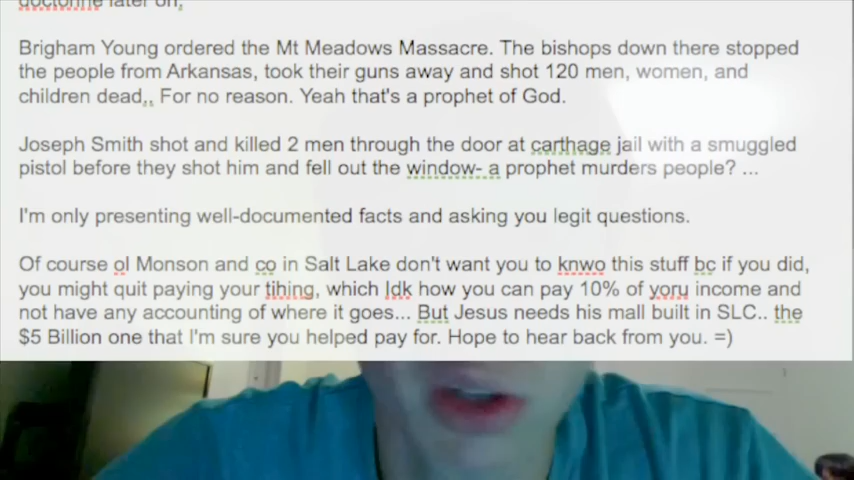 doctorine later on,
Brigham Young ordered the Mt Meadows Massacre. The bishops down there stopped
the people from Arkansas, took their guns away and shot 120 men, women, and
children dead,, For no reason. Yeah that's a prophet of God.
Joseph Smith shot and killed 2 men through the door at carthage jail with a smuggled
pistol before they shot him and fell out the window- a prophet murders people? ...
I'm only presenting well-documented facts and asking you legit questions.
Of course ol Monson and co in Salt Lake don't want you to knwo this stuff bc if you did,
you might quit paying your tihing, which Idk how you can pay 10% of yoru income and
not have any accounting of where it goes... But Jesus needs his mall built in SLC.. the
$5 Billion one that I'm sure you helped pay for. Hope to hear back from you. =)